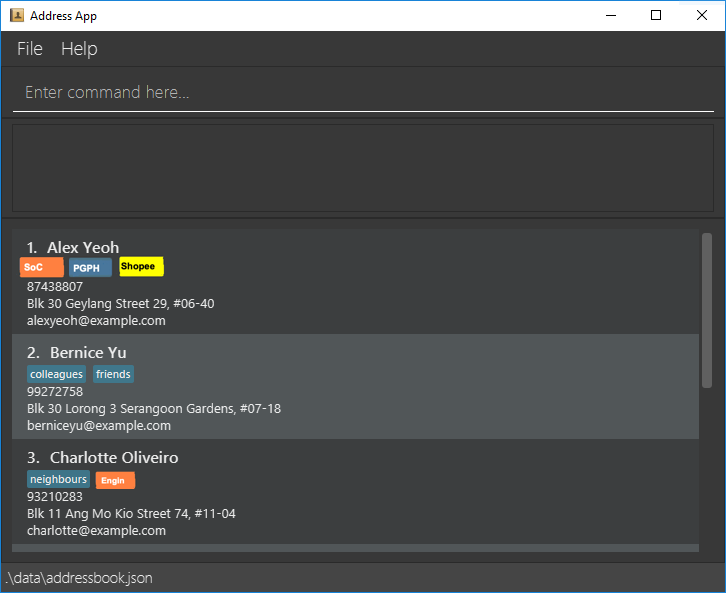 Address App
File Help
Enter command here...
1. Alex Yeoh
SoC PGPH Shopee
87438807
Blk 30 Geylang Street 29, #06-40
alexyeoh@example.com
2. Bernice Yu
colleagues friends
99272758
Blk 30 Lorong 3 Serangoon Gardens, #07-18
berniceyu@example.com
3. Charlotte Oliveiro
neighbours Engin
93210283
Blk 11 Ang Mo Kio Street 74, #11-04
charlotte@example.com
.\data\addressbook.json